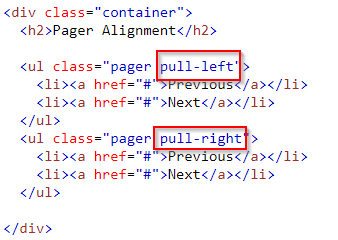 <div class="container">
<h2>Pager Alignment</h2>
<ul class="pager pull-left">
<li><a href="#">Previous</a></li>
<li><a href="#">Next</a></li>
</ul>
<ul class="pager pull-right">
<li><a href="#">Previous</a></li>
<li><a href="#">Next</a></li>
</ul>
</div>